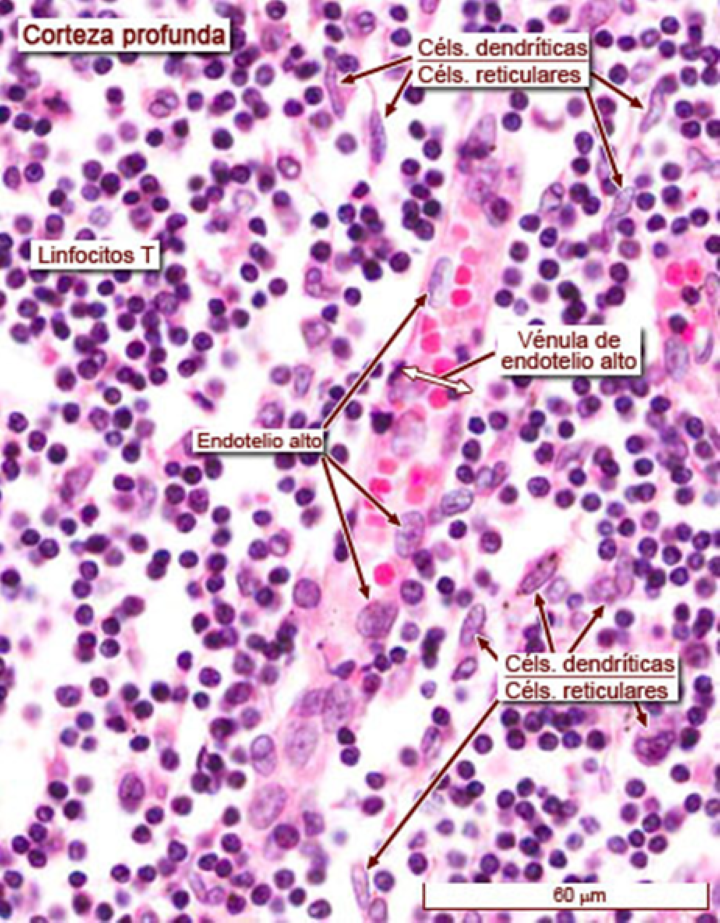 Corteza profunda
Céls. dendríticas
Céls. reticulares
Linfocitos T
Vénula de
endotelio alto
Endotelio alto
Céls. dendríticas
Céls. reticulares
60 µm